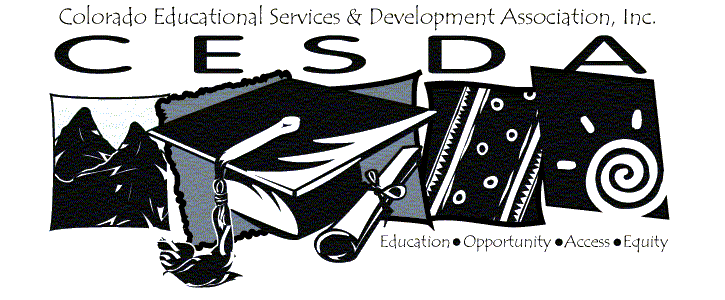 Colorado Educational Services & Development Association, Inc.
CESDA
Education ● Opportunity ● Access ● Equity